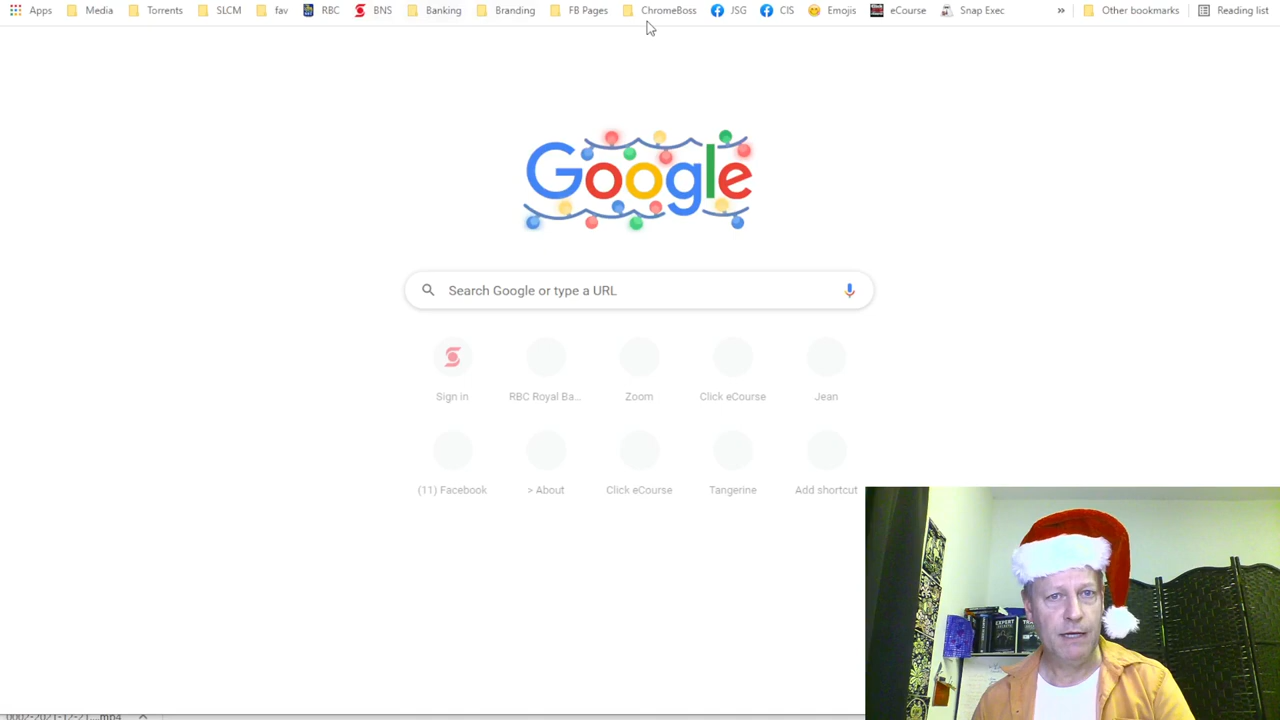 Apps Media Torrents SLCM fav RBC BNS Banking Branding FB Pages ChromeBoss JSG CIS Emojis eCourse Snap Exec » Other bookmarks Reading list
Google
Search Google or type a URL
Sign in RBC Royal Ba... Zoom Click eCourse Jean
(11) Facebook > About Click eCourse Tangerine Add shortcut
EXPERT